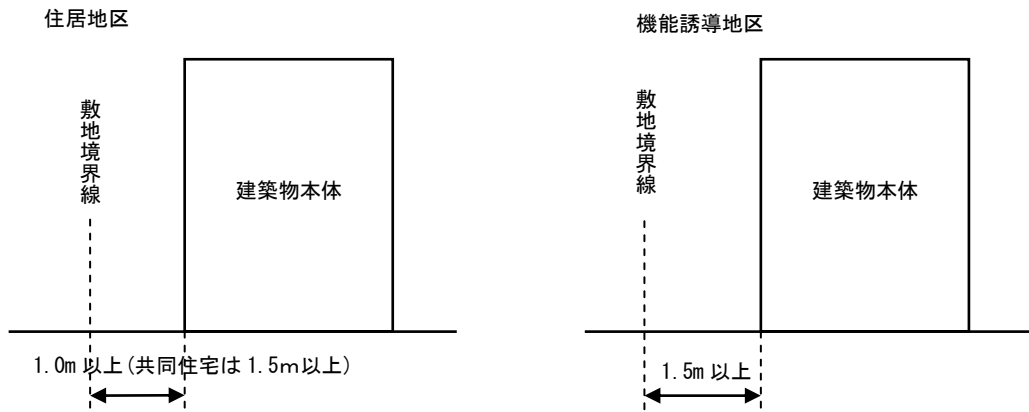 住居地区
敷地境界線
建築物本体
1.0m 以上(共同住宅は 1.5m以上)
機能誘導地区
敷地境界線
建築物本体
1.5m 以上